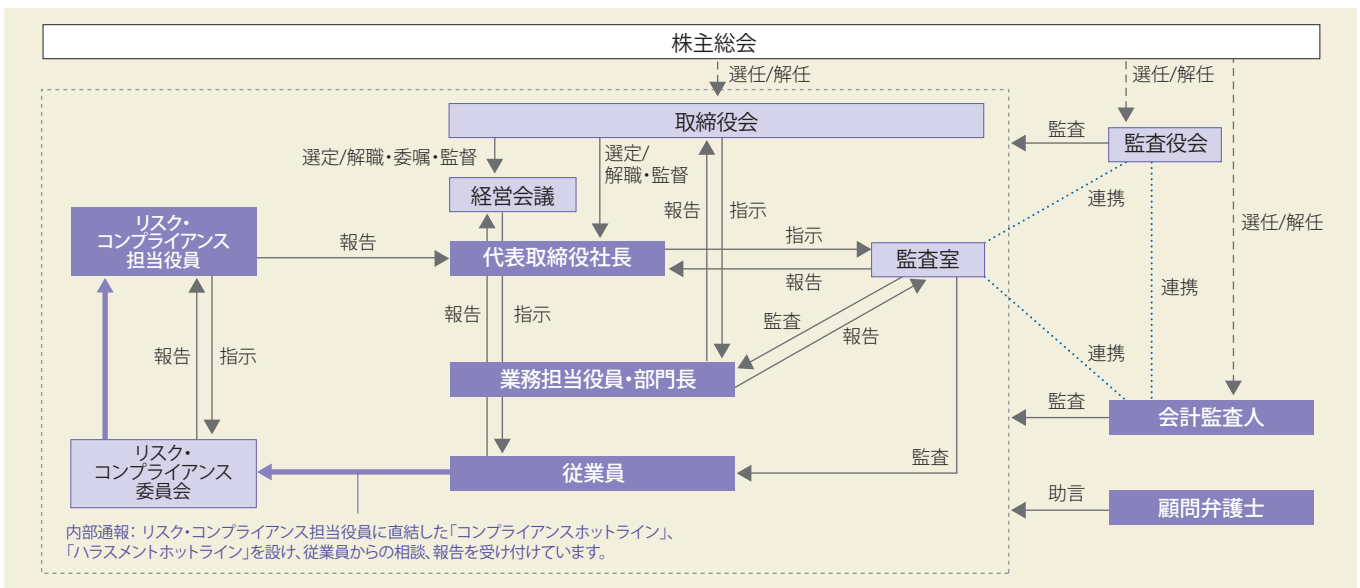 株主総会
選任/解任
選任/解任
取締役会
監査
監査役会
選定/解職・委嘱・監督
選定/
解職・監督
経営会議
報告
指示
連携
選任/解任
リスク・
コンプライアンス
担当役員
報告
代表取締役社長
指示
監査室
報告
連携
報告
指示
監査
報告
報告
指示
連携
業務担当役員・部門長
監査
会計監査人
リスク・
コンプライアンス
委員会
従業員
監査
助言
顧問弁護士
内部通報：リスク・コンプライアンス担当役員に直結した「コンプライアンスホットライン」、
「ハラスメントホットライン」を設け、従業員からの相談、報告を受け付けています。